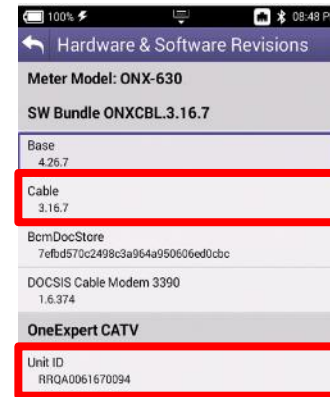 100% 08:48 P
Hardware & Software Revisions
Meter Model: ONX-630
SW Bundle ONXCBL.3.16.7
Base
4.26.7
Cable
3.16.7
BcmDocStore
7efbd570c2498c3a964a950606ed0cbc
DOCSIS Cable Modem 3390
1.6.374
OneExpert CATV
Unit ID
RRQA0061670094